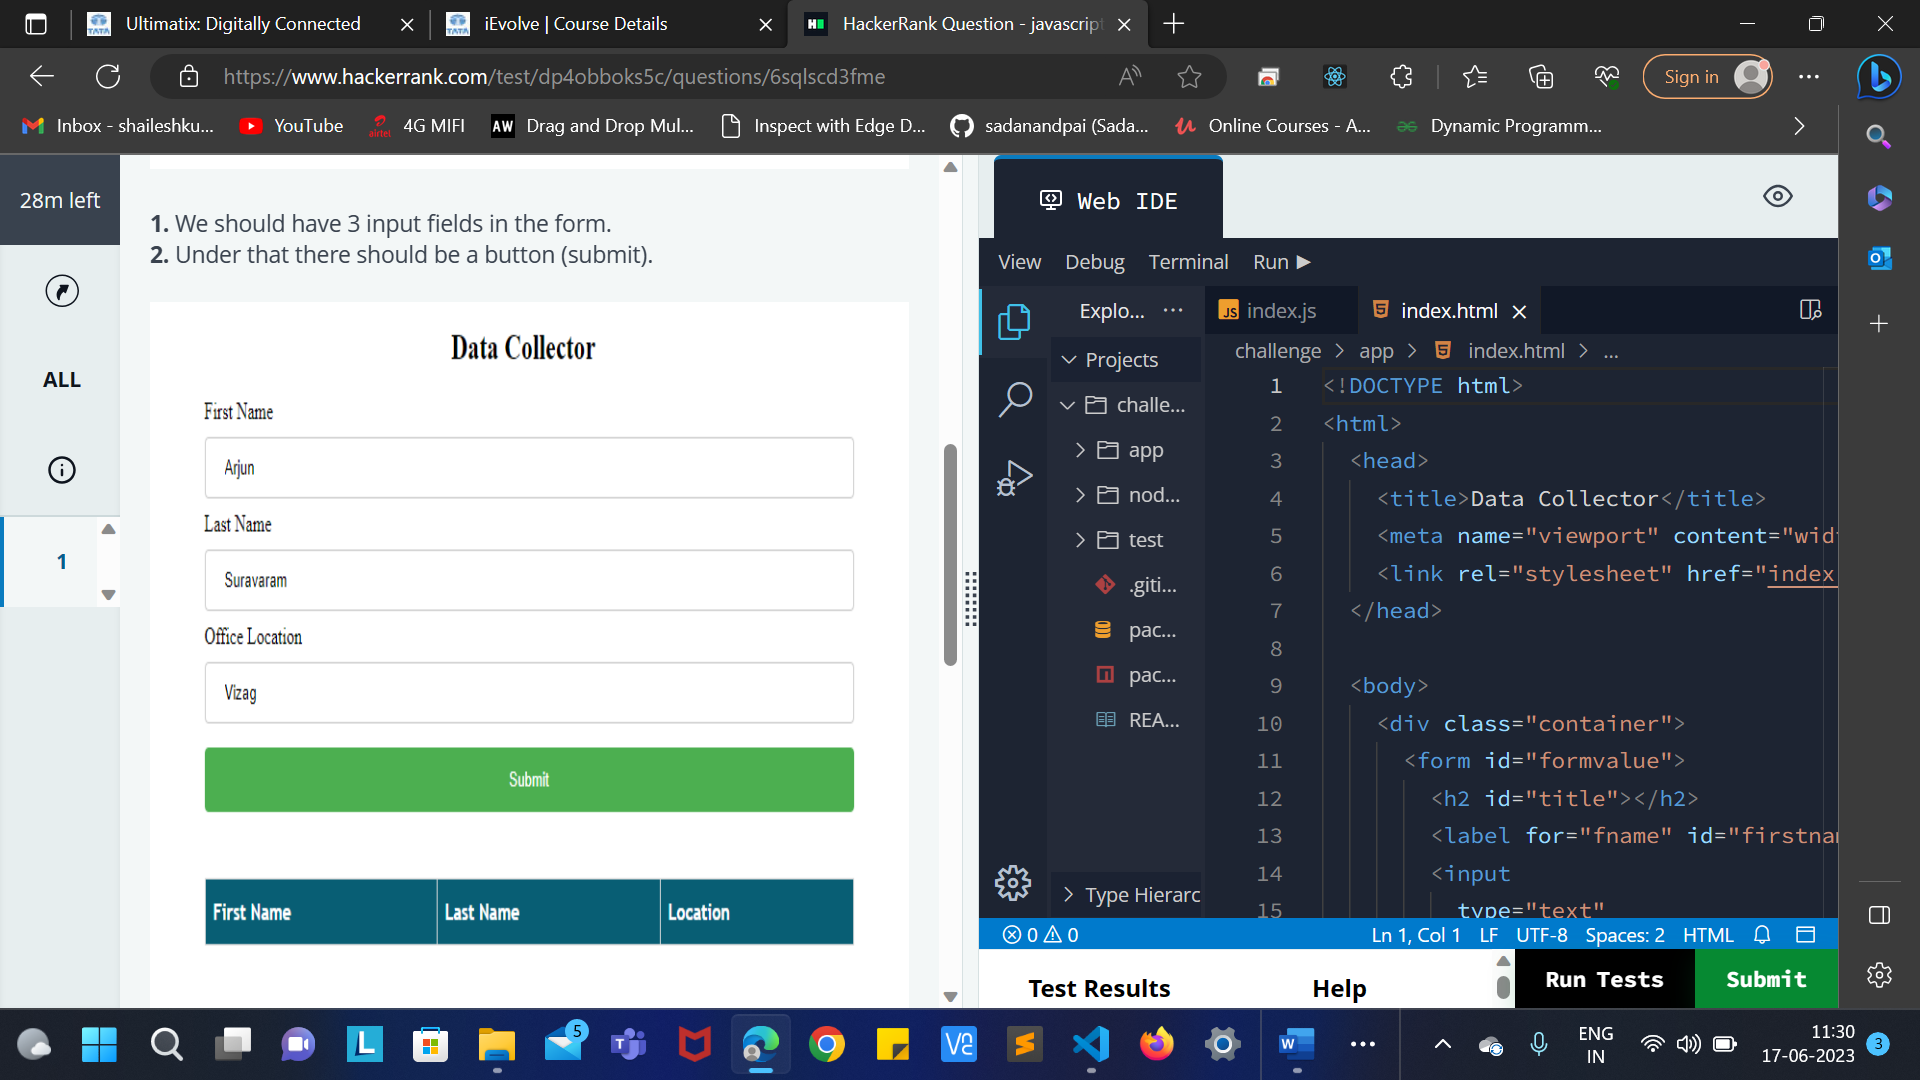 Ultimatix: Digitally Connected
iEvolve | Course Details
HackerRank Question - javascript
https://www.hackerrank.com/test/dp4obboks5c/questions/6sqlscd3fme
Sign in
Inbox - shaileshku...
YouTube
airtel
4G MIFI
AW
Drag and Drop Mul...
Inspect with Edge D...
sadanandpai (Sada...
Online Courses - A...
Dynamic Programm...
28m left
ALL
1
1. We should have 3 input fields in the form.
2. Under that there should be a button (submit).
Data Collector
First Name
Arjun
Last Name
Suravaram
Office Location
Vizag
Submit
First Name Last Name Location
Web IDE
View Debug Terminal Run
Explo... ···
JS index.js
index.html
Projects
challenge > app > index.html > ...
challe...
app
nod...
test
.giti...
pac...
pac...
REA...
Type Hierarc
1 <!DOCTYPE html>
2 <html>
3 <head>
4 <title>Data Collector</title>
5 <meta name="viewport" content="wid
6 <link rel="stylesheet" href="index
7 </head>
8
9 <body>
10 <div class="container">
11 <form id="formvalue">
12 <h2 id="title"></h2>
13 <label for="fname" id="firstna
14 <input
15 type="text"
0 0
Ln 1, Col 1 LF UTF-8 Spaces: 2 HTML
Test Results
Help
Run Tests
Submit
5
ENG
IN
11:30
17-06-2023
3